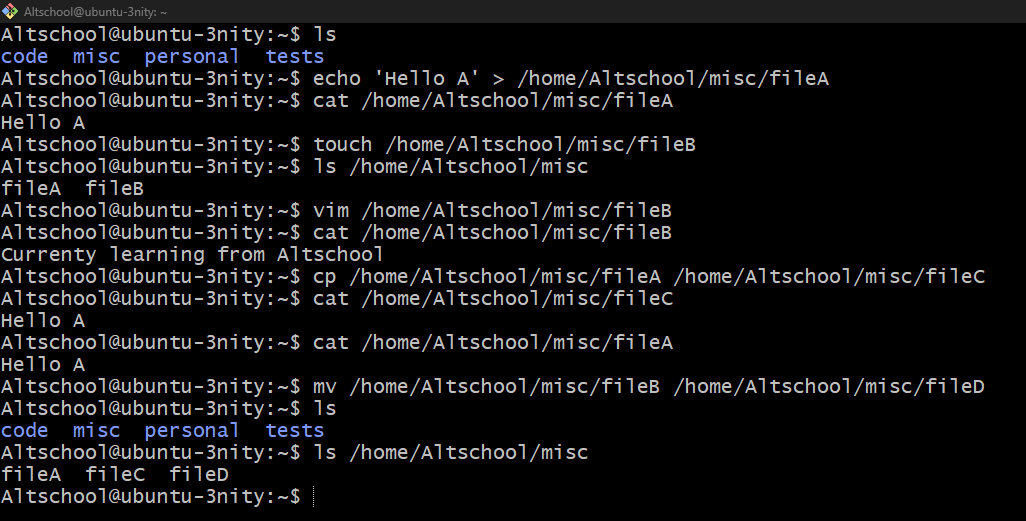 Altschool@ubuntu-3nity: ~
Altschool@ubuntu-3nity:~$ ls
code  misc  personal  tests
Altschool@ubuntu-3nity:~$ echo 'Hello A' > /home/Altschool/misc/fileA
Altschool@ubuntu-3nity:~$ cat /home/Altschool/misc/fileA
Hello A
Altschool@ubuntu-3nity:~$ touch /home/Altschool/misc/fileB
Altschool@ubuntu-3nity:~$ ls /home/Altschool/misc
fileA  fileB
Altschool@ubuntu-3nity:~$ vim /home/Altschool/misc/fileB
Altschool@ubuntu-3nity:~$ cat /home/Altschool/misc/fileB
Currenty learning from Altschool
Altschool@ubuntu-3nity:~$ cp /home/Altschool/misc/fileA /home/Altschool/misc/fileC
Altschool@ubuntu-3nity:~$ cat /home/Altschool/misc/fileC
Hello A
Altschool@ubuntu-3nity:~$ cat /home/Altschool/misc/fileA
Hello A
Altschool@ubuntu-3nity:~$ mv /home/Altschool/misc/fileB /home/Altschool/misc/fileD
Altschool@ubuntu-3nity:~$ ls
code  misc  personal  tests
Altschool@ubuntu-3nity:~$ ls /home/Altschool/misc
fileA  fileC  fileD
Altschool@ubuntu-3nity:~$